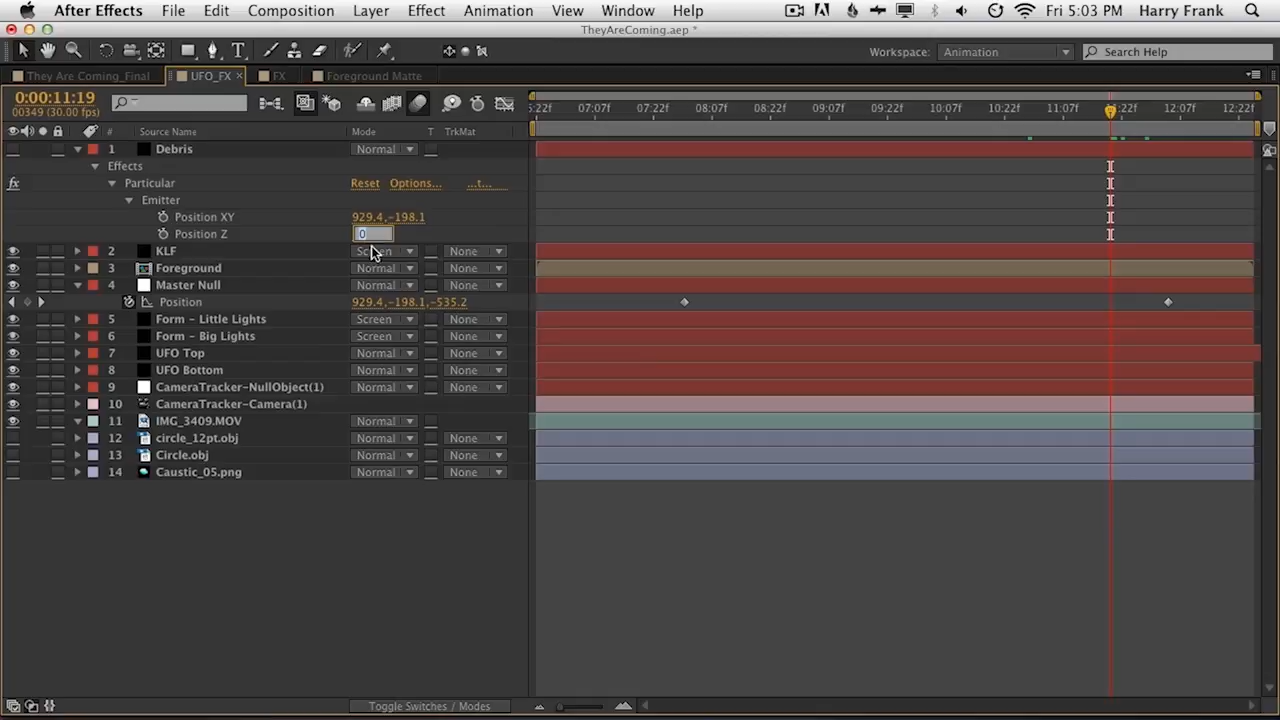 After Effects File Edit Composition Layer Effect Animation View Window Help Fri 5:03 PM Harry Frank
TheyAreComing.aep *
Workspace: Animation Search Help
They Are Coming_Final UFO_FX × FX Foreground Matte
0:00:11:19
00349 (30.00 fps)
5:22f 07:07f 07:22f 08:07f 08:22f 09:07f 09:22f 10:07f 10:22f 11:07f 22f 12:07f 12:22f
# Source Name Mode T TrkMat
1 Debris Normal
Effects
fx Particular Reset Options... ...t...
Emitter
Position XY 929.4,-198.1
Position Z 0
2 KLF Screen None
3 Foreground Normal None
4 Master Null Normal None
Position 929.4,-198.1,-535.2
5 Form - Little Lights Screen None
6 Form - Big Lights Screen None
7 UFO Top Normal None
8 UFO Bottom Normal None
9 CameraTracker-NullObject(1) Normal None
10 CameraTracker-Camera(1)
11 IMG_3409.MOV Normal
12 circle_12pt.obj Normal None
13 Circle.obj Normal None
14 Caustic_05.png Normal None
Toggle Switches / Modes